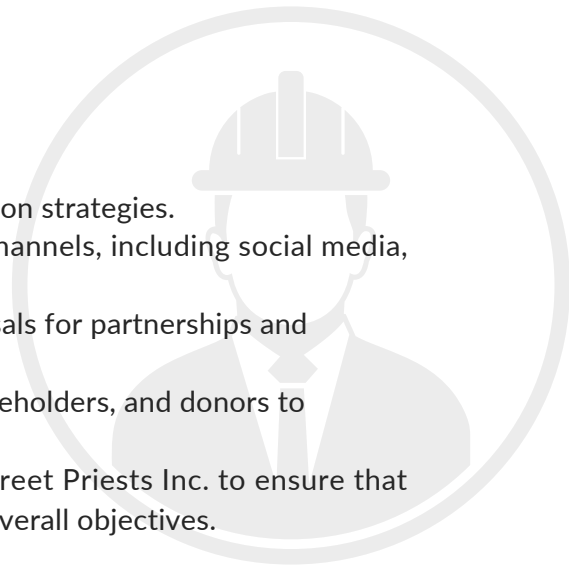 on strategies.
hannels, including social media,
sals for partnerships and
eholders, and donors to
reet Priests Inc. to ensure that
verall objectives.